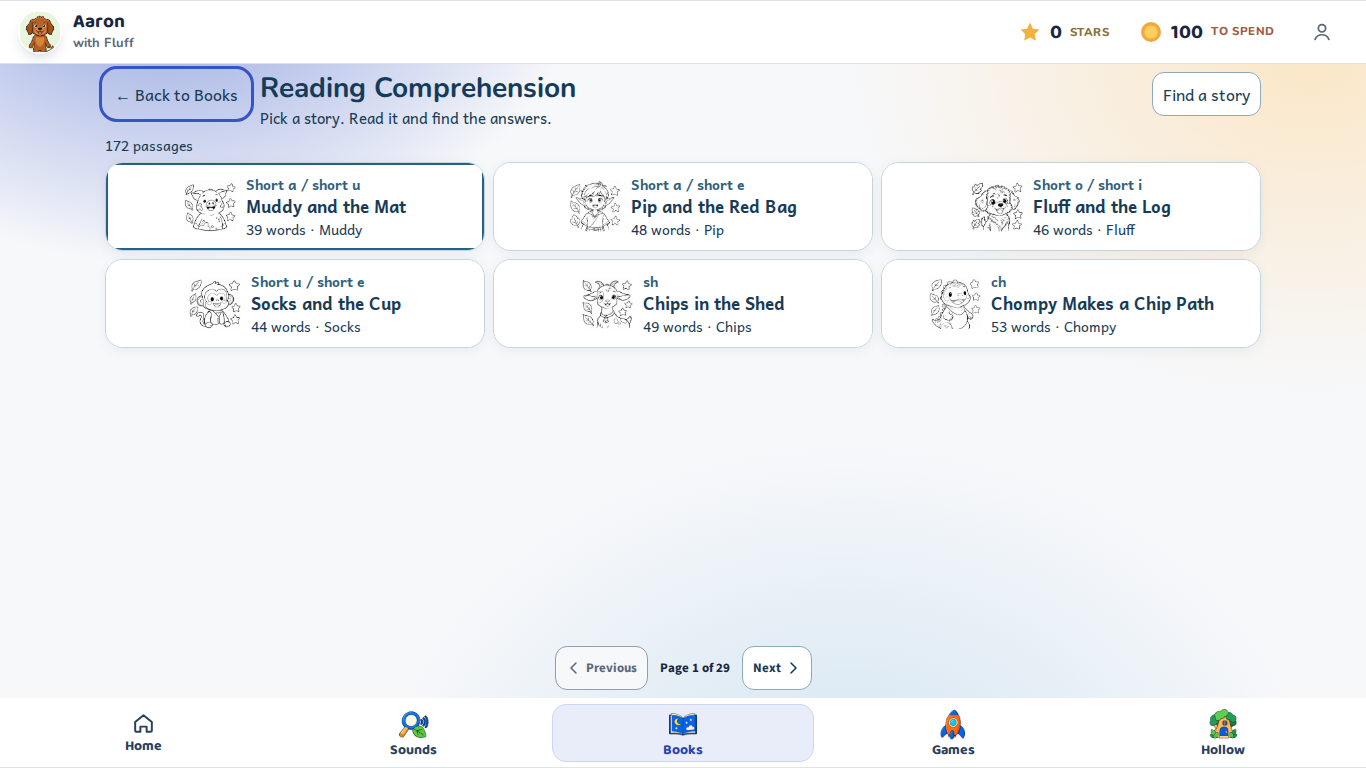 Aaron
with Fluff
0 STARS
100 TO SPEND
← Back to Books
Reading Comprehension
Pick a story. Read it and find the answers.
Find a story
172 passages
Short a / short u
Muddy and the Mat
39 words · Muddy
Short a / short e
Pip and the Red Bag
48 words · Pip
Short o / short i
Fluff and the Log
46 words · Fluff
Short u / short e
Socks and the Cup
44 words · Socks
sh
Chips in the Shed
49 words · Chips
ch
Chompy Makes a Chip Path
53 words · Chompy
Previous
Page 1 of 29
Next
Home
Sounds
Books
Games
Hollow